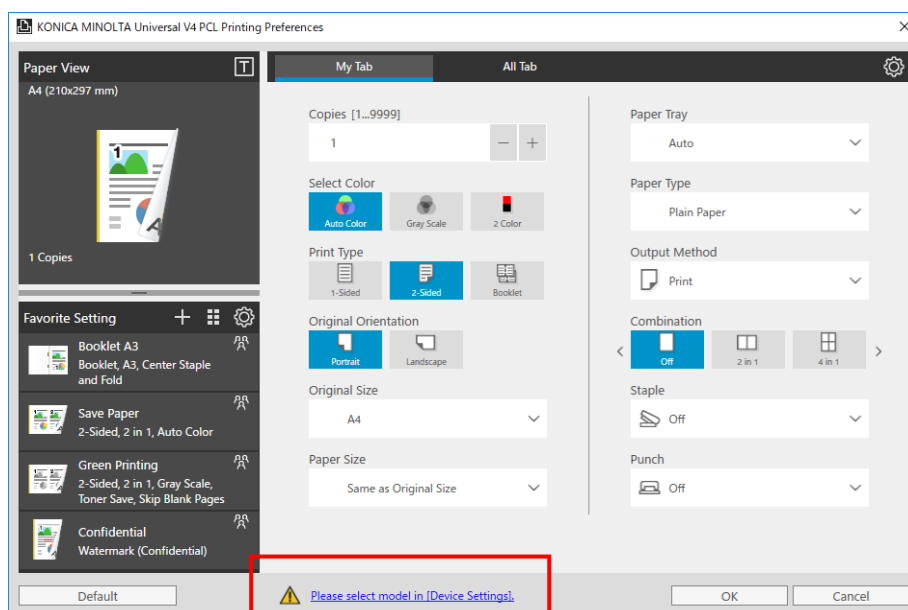 KONICA MINOLTA Universal V4 PCL Printing Preferences
Paper View
T
A4 (210x297 mm)
1
A
1 Copies
Favorite Setting
Booklet A3
Booklet, A3, Center Staple
and Fold
Save Paper
2-Sided, 2 in 1, Auto Color
Green Printing
2-Sided, 2 in 1, Gray Scale,
Toner Save, Skip Blank Pages
Confidential
Watermark (Confidential)
My Tab
All Tab
Copies [1...9999]
1
Select Color
Auto Color
Gray Scale
2 Color
Print Type
1-Sided
2-Sided
Booklet
Original Orientation
Portrait
Landscape
Original Size
A4
Paper Size
Same as Original Size
Paper Tray
Auto
Paper Type
Plain Paper
Output Method
Print
Combination
Off
2 in 1
4 in 1
Staple
Off
Punch
Off
Default
Please select model in [Device Settings].
OK
Cancel